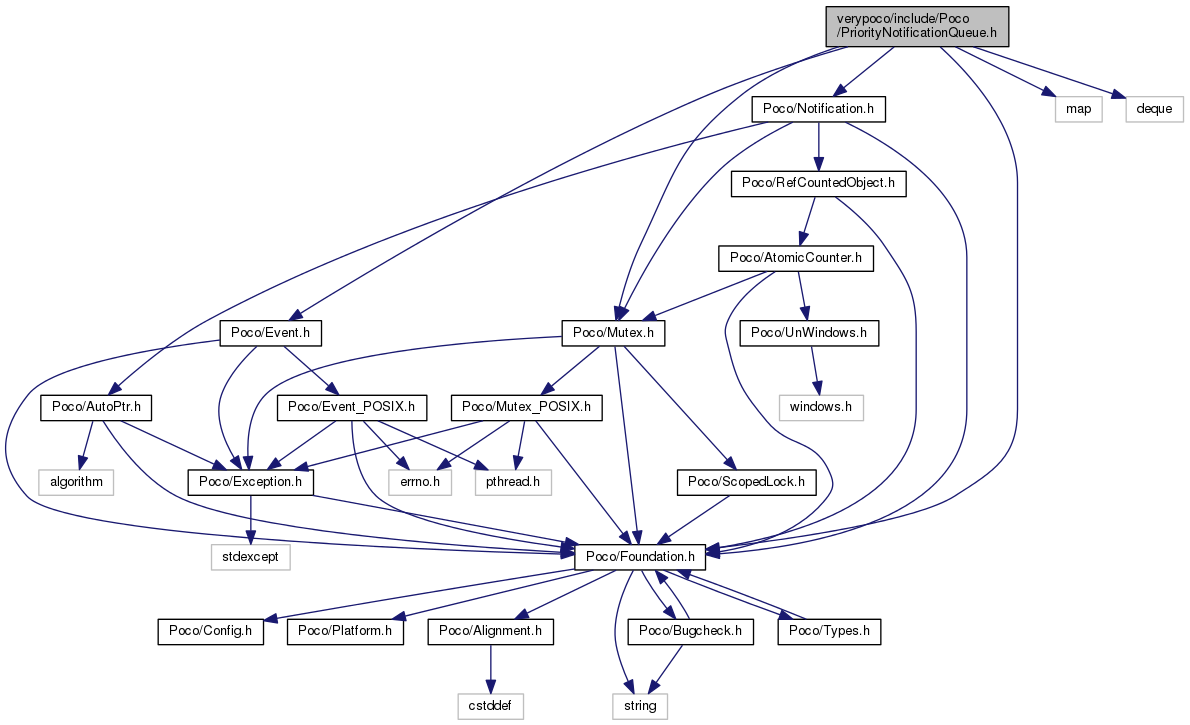 verypoco/include/Poco
/PriorityNotificationQueue.h
Poco/Notification.h
map
deque
Poco/RefCountedObject.h
Poco/AtomicCounter.h
Poco/Event.h
Poco/Mutex.h
Poco/UnWindows.h
Poco/AutoPtr.h
Poco/Event_POSIX.h
Poco/Mutex_POSIX.h
windows.h
algorithm
Poco/Exception.h
errno.h
pthread.h
Poco/ScopedLock.h
stdexcept
Poco/Foundation.h
Poco/Config.h
Poco/Platform.h
Poco/Alignment.h
Poco/Bugcheck.h
Poco/Types.h
cstddef
string